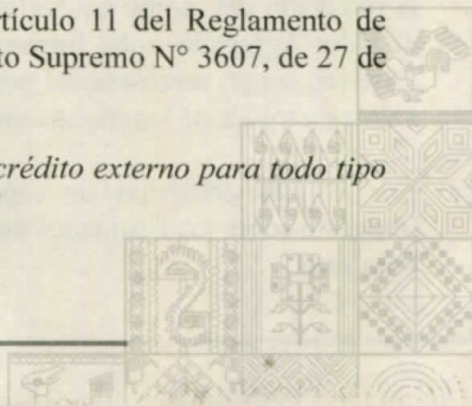 tículo 11 del Reglamento de
to Supremo N° 3607, de 27 de
crédito externo para todo tipo